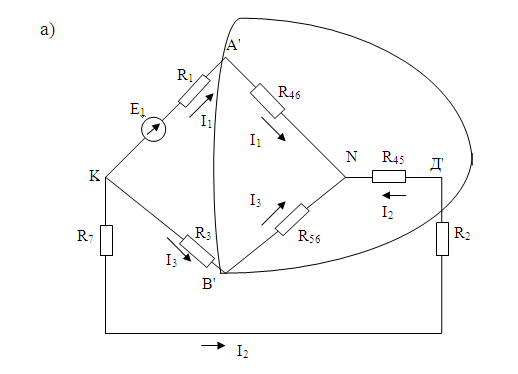 а)
A'
R1
R46
E1
I1
I1
N
R45
Д'
K
I3
I2
R7
R3
R56
R2
I3
B'
I2